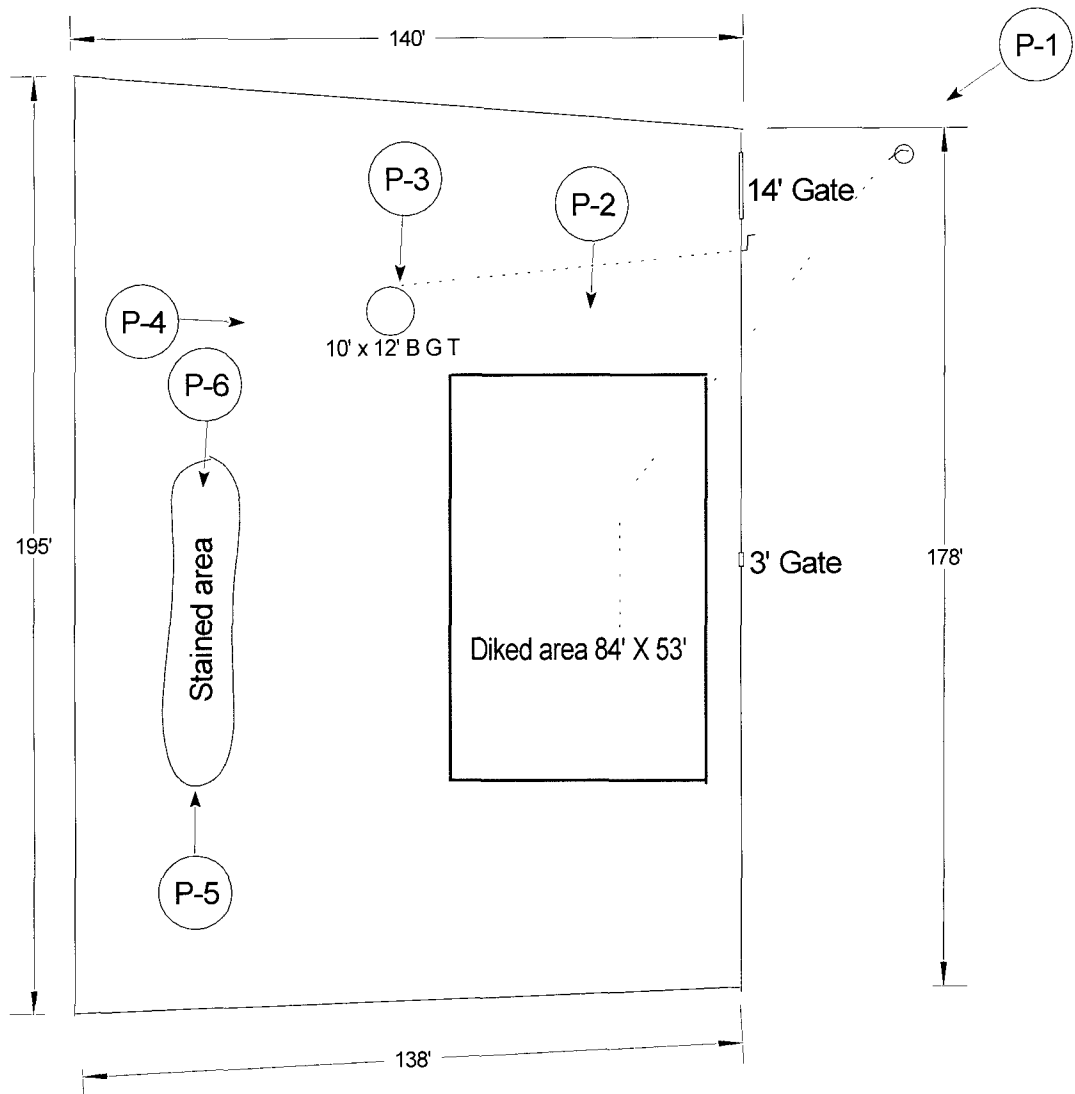 140'
P-1
P-3
P-2
14' Gate
P-4
10' x 12' B G T
P-6
195'
Stained area
3' Gate
178'
Diked area 84' X 53'
P-5
138'